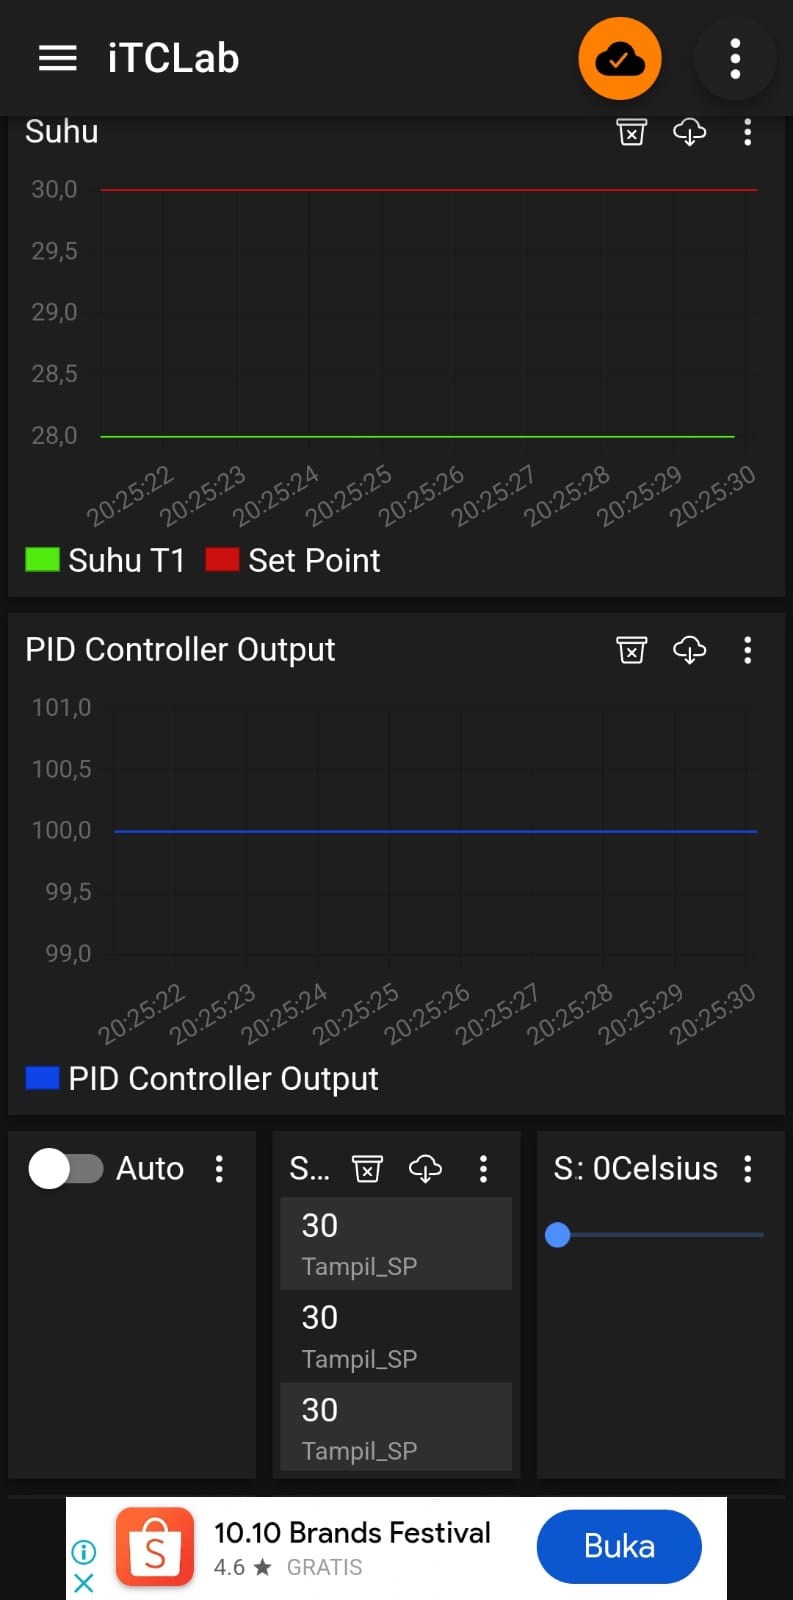 iTCLab
Suhu
30,0
29,5
29,0
28,5
28,0
20:25:22 20:25:23 20:25:24 20:25:25 20:25:26 20:25:27 20:25:28 20:25:29 20:25:30
Suhu T1 Set Point
PID Controller Output
101,0
100,5
100,0
99,5
99,0
20:25:22 20:25:23 20:25:24 20:25:25 20:25:26 20:25:27 20:25:28 20:25:29 20:25:30
PID Controller Output
Auto
S...
30
Tampil_SP
30
Tampil_SP
30
Tampil_SP
S.: 0Celsius
10.10 Brands Festival
4.6 ★ GRATIS
Buka